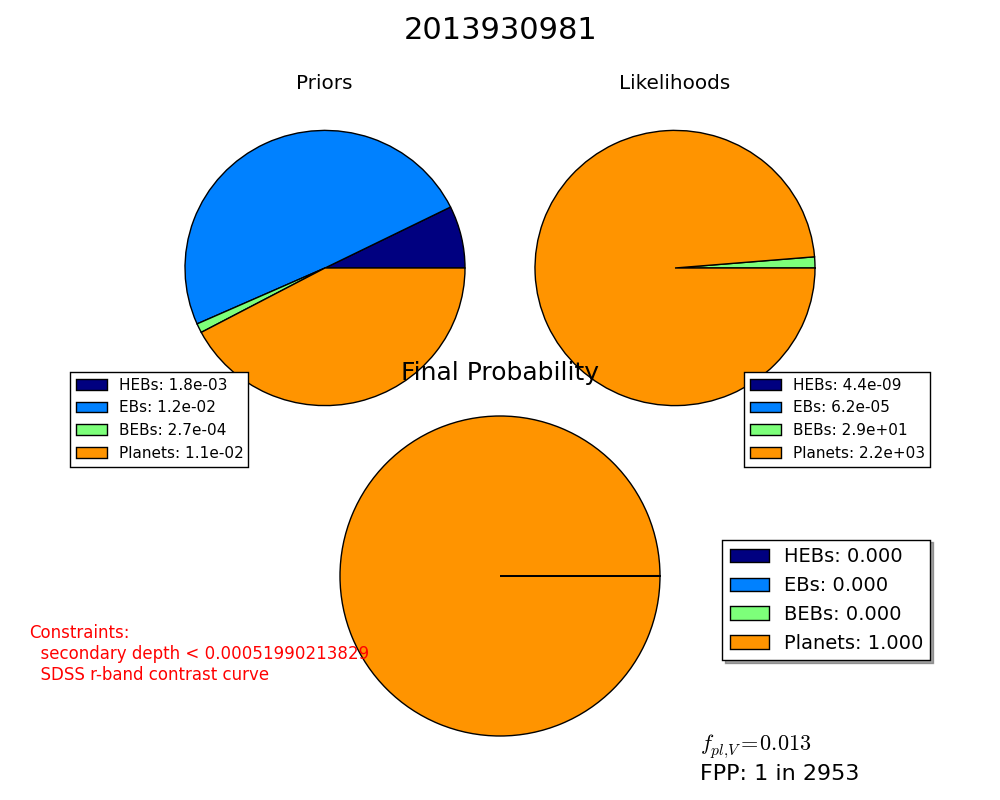 2013930981
Priors
Likelihoods
HEBs: 1.8e-03
EBs: 1.2e-02
BEBs: 2.7e-04
Planets: 1.1e-02
HEBs: 4.4e-09
EBs: 6.2e-05
BEBs: 2.9e+01
Planets: 2.2e+03
Final Probability
HEBs: 0.000
EBs: 0.000
BEBs: 0.000
Planets: 1.000
Constraints:
secondary depth < 0.00051990213829
SDSS r-band contrast curve
f_{pl,V} = 0.013
FPP: 1 in 2953